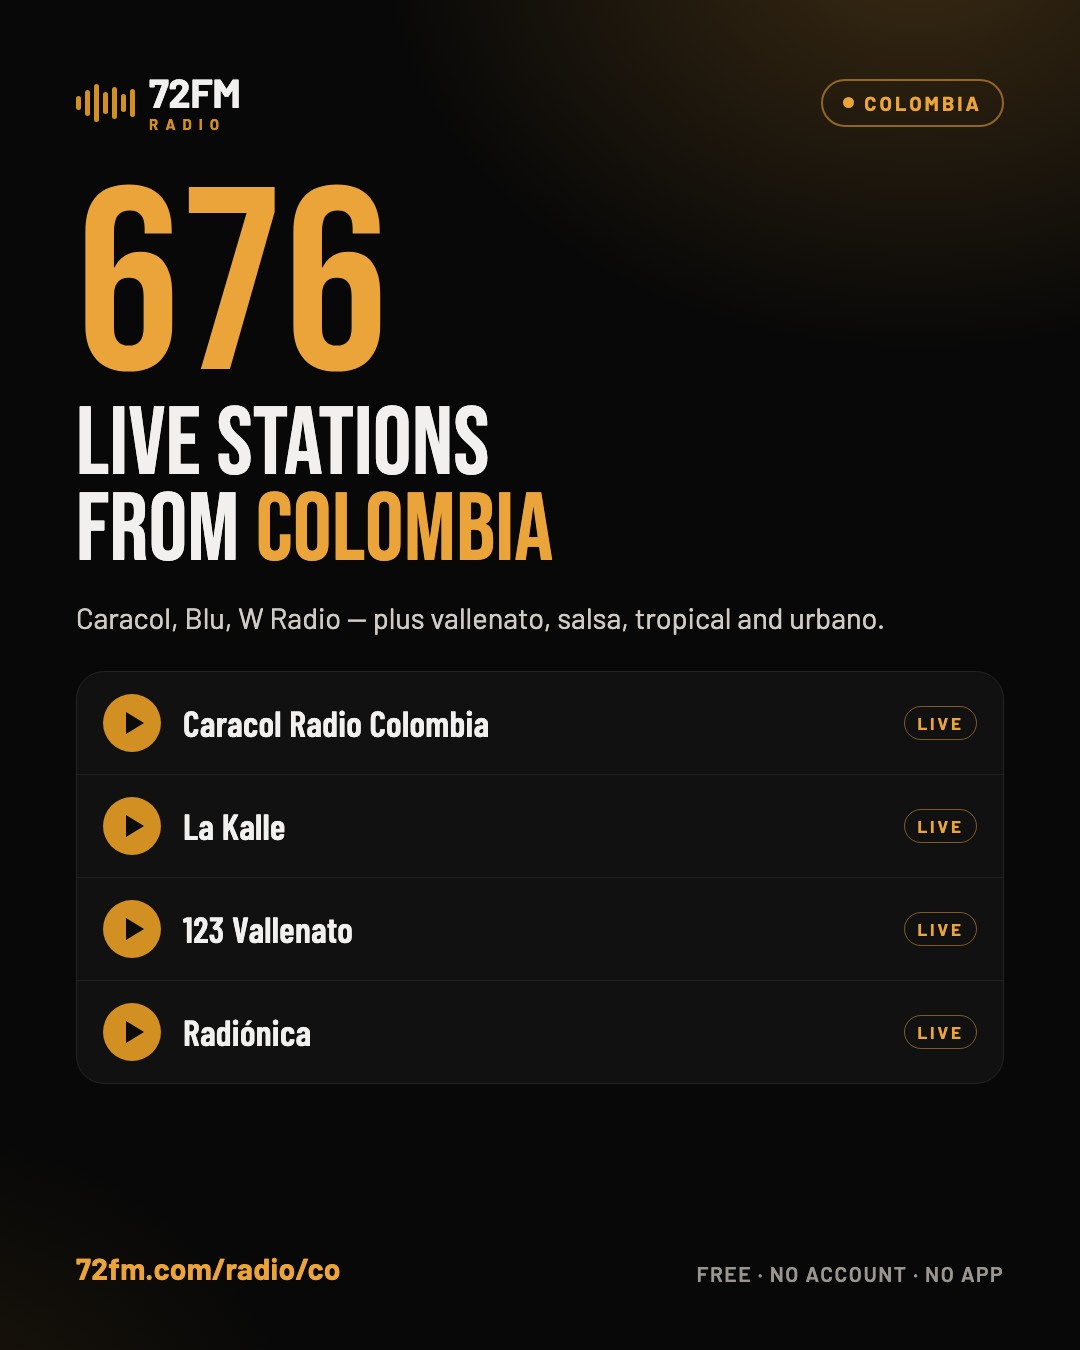 72FM
RADIO
COLOMBIA
676
LIVE STATIONS
FROM COLOMBIA
Caracol, Blu, W Radio — plus vallenato, salsa, tropical and urbano.
Caracol Radio Colombia
LIVE
La Kalle
LIVE
123 Vallenato
LIVE
Radiónica
LIVE
72fm.com/radio/co
FREE · NO ACCOUNT · NO APP